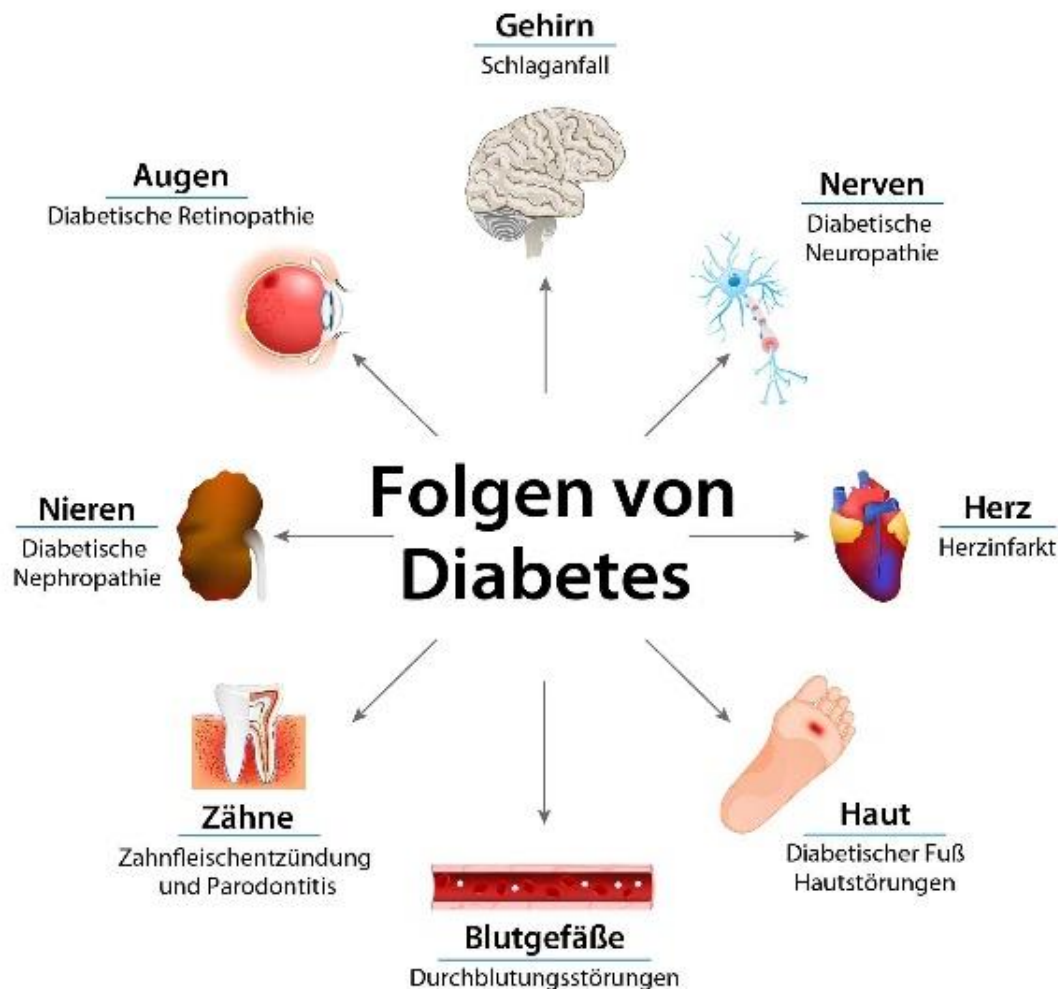 Gehirn
Schlaganfall
Augen
Diabetische Retinopathie
Nerven
Diabetische
Neuropathie
Folgen von
Diabetes
Nieren
Diabetische
Nephropathie
Herz
Herzinfarkt
Zähne
Zahnfleischentzündung
und Parodontitis
Haut
Diabetischer Fuß
Hautstörungen
Blutgefäße
Durchblutungsstörungen